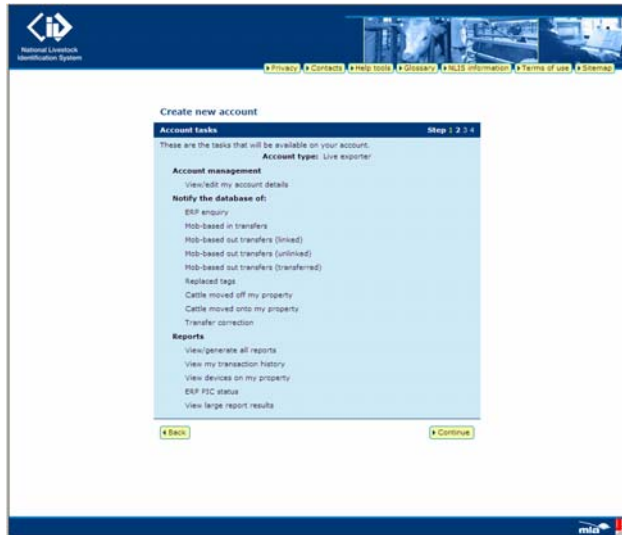 National Livestock
Identification System
Privacy Contacts Help tools Glossary NLIS information Terms of use Sitemap
Create new account
Account tasks Step 1 2 3 4
These are the tasks that will be available on your account.
Account type: Live exporter
Account management
View/edit my account details
Notify the database of:
ERP enquiry
Mob-based in transfers
Mob-based out transfers (linked)
Mob-based out transfers (unlinked)
Mob-based out transfers (transferred)
Replaced tags
Cattle moved off my property
Cattle moved onto my property
Transfer correction
Reports
View/generate all reports
View my transaction history
View devices on my property
ERP PIC status
View large report results
Back Continue
mla